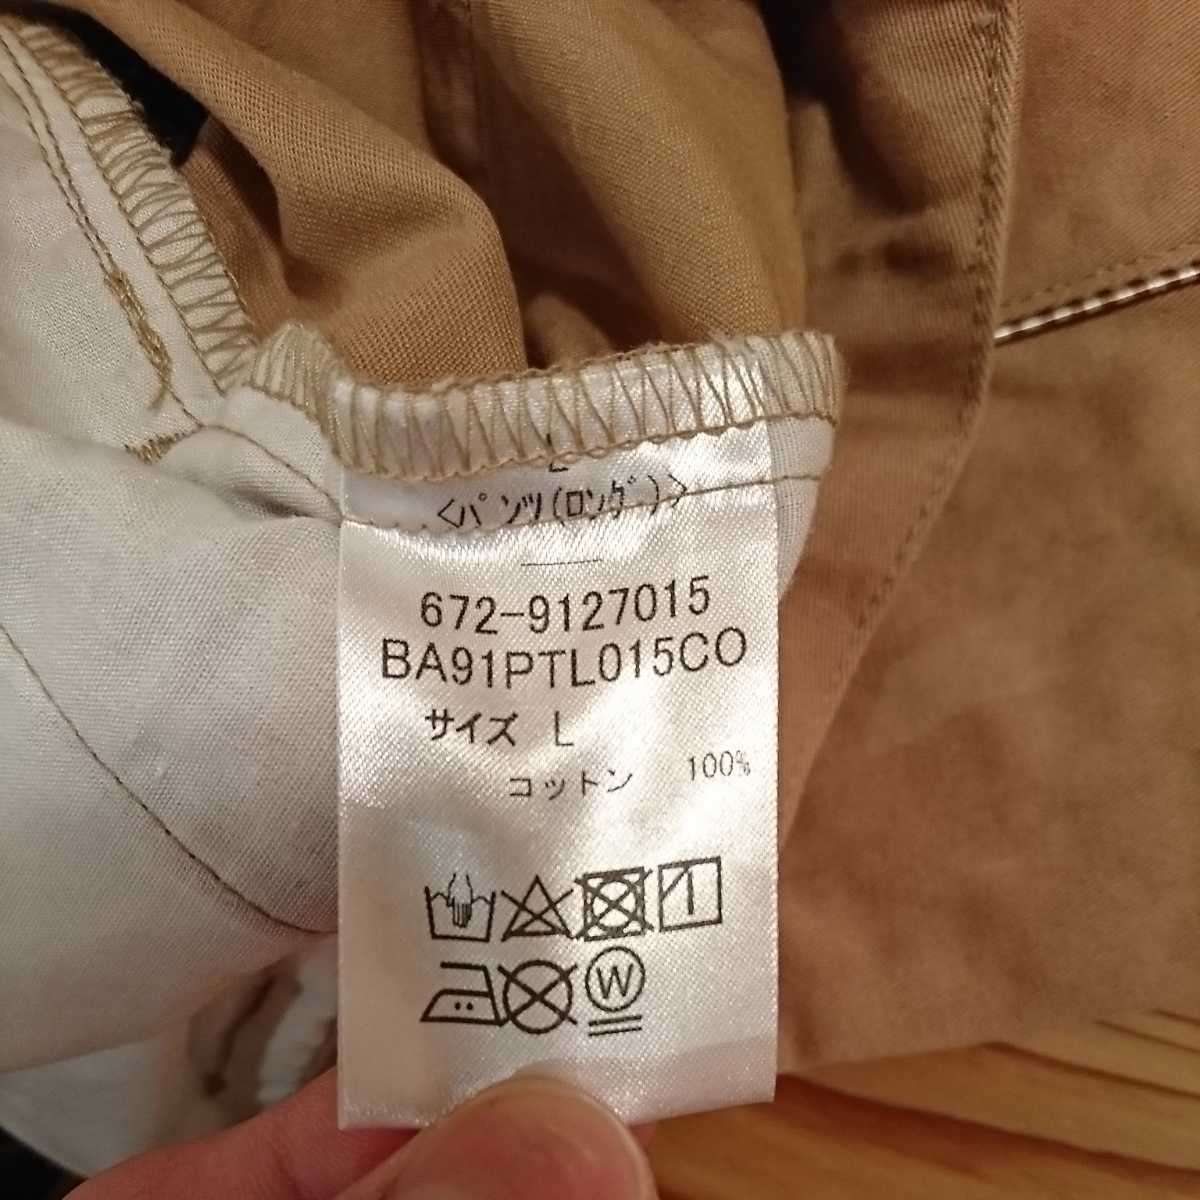 L
<パンツ(ロング)>
672-9127015
BA91PTL015CO
サイズ L
コットン 100%
W